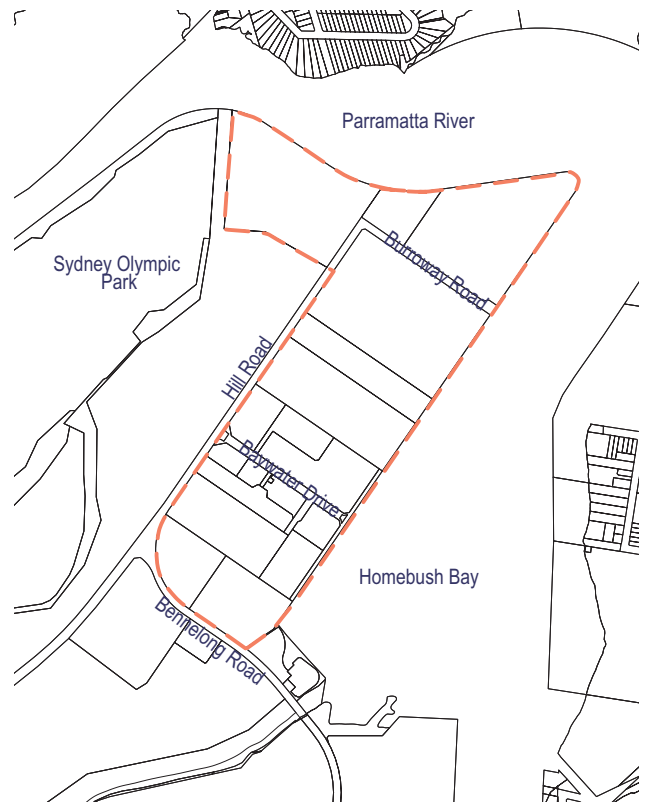 Parramatta River
Burroway Road
Sydney Olympic
Park
Hill Road
Baywater Drive
Homebush Bay
Bennelong Road